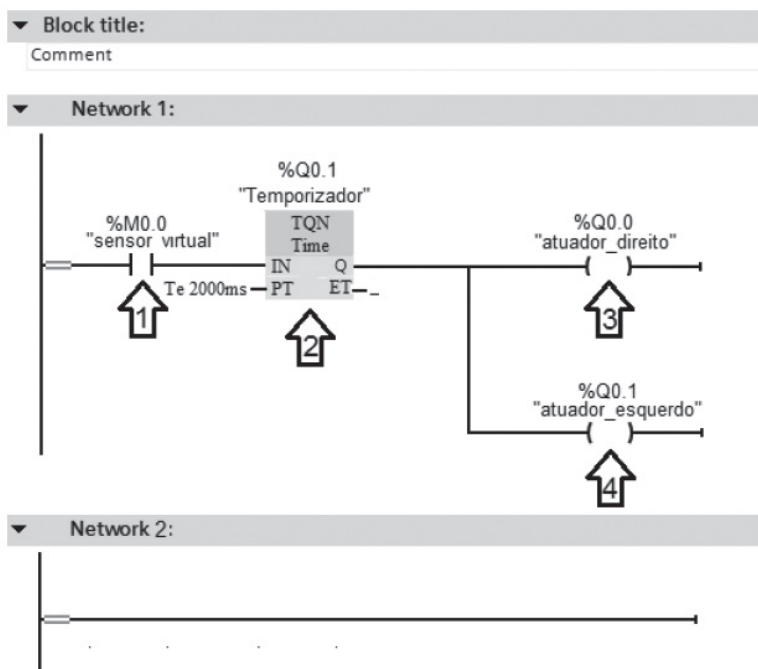 Block title:
Comment
Network 1:
%Q0.1
"Temporizador"
%M0.0
"sensor virtual"
TQN
Time
IN Q
Te 2000ms PT ET
%Q0.0
"atuador_direito"
1
2
3
%Q0.1
"atuador_esquerdo"
4
Network 2: